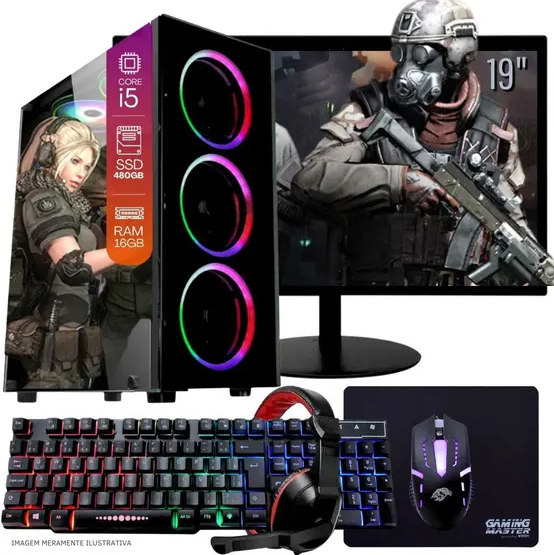 CORE
i5
SSD
480GB
RAM
16GB
19"
GAMING
MASTER
IMAGEM MERAMENTE ILUSTRATIVA